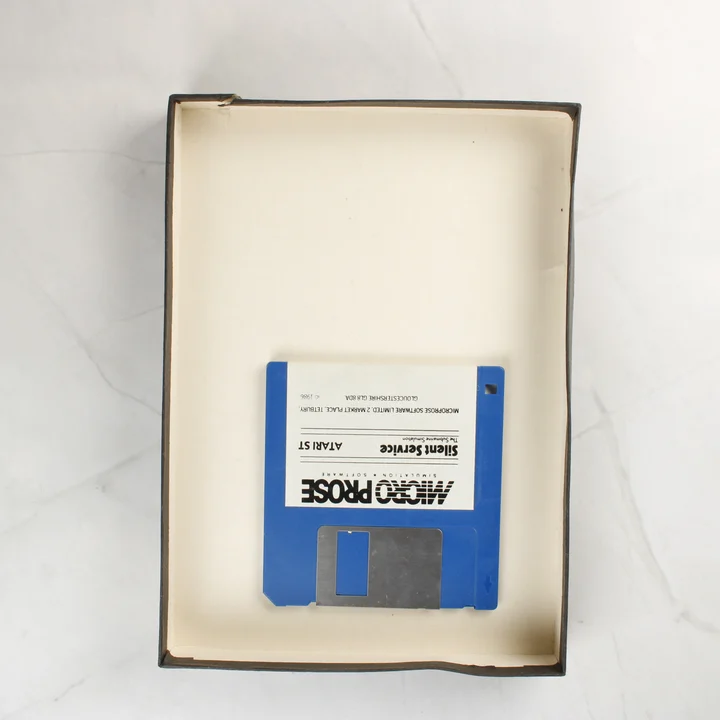 MICRO PROSE
SIMULATION • SOFTWARE
Silent Service ATARI ST
The Submarine Simulation
MICROPROSE SOFTWARE LIMITED, 2 MARKET PLACE, TETBURY,
GLOUCESTERSHIRE, GL8 8DA. © 1986